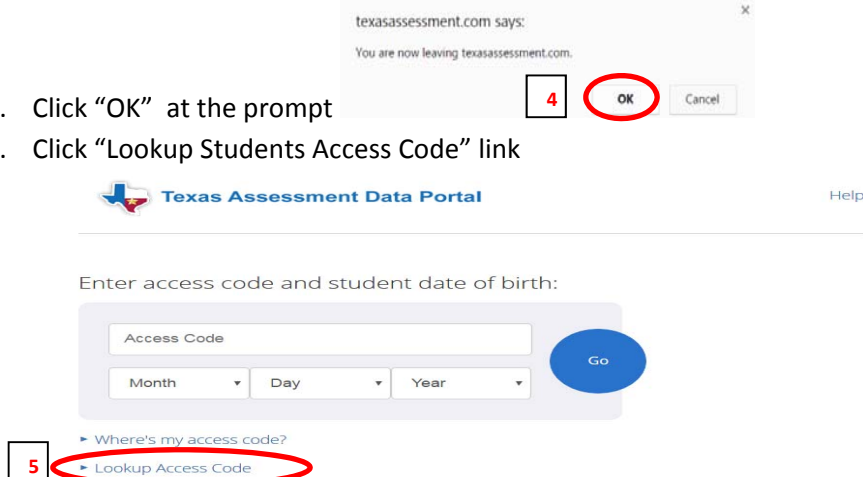 texasassessment.com says:
×
You are now leaving texasassessment.com.
. Click “OK” at the prompt
4
OK
Cancel
. Click “Lookup Students Access Code” link
Texas Assessment Data Portal
Help
Enter access code and student date of birth:
Access Code
Go
Month
Day
Year
► Where's my access code?
5
► Lookup Access Code